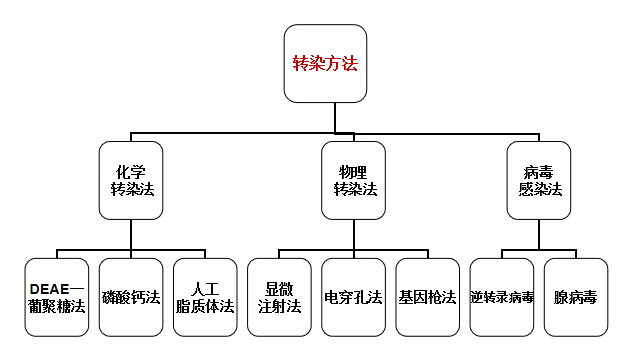 转染方法
化学
转染法
物理
转染法
病毒
感染法
DEAE—
葡聚糖法
磷酸钙法
人工
脂质体法
显微
注射法
电穿孔法
基因枪法
逆转录病毒
腺病毒